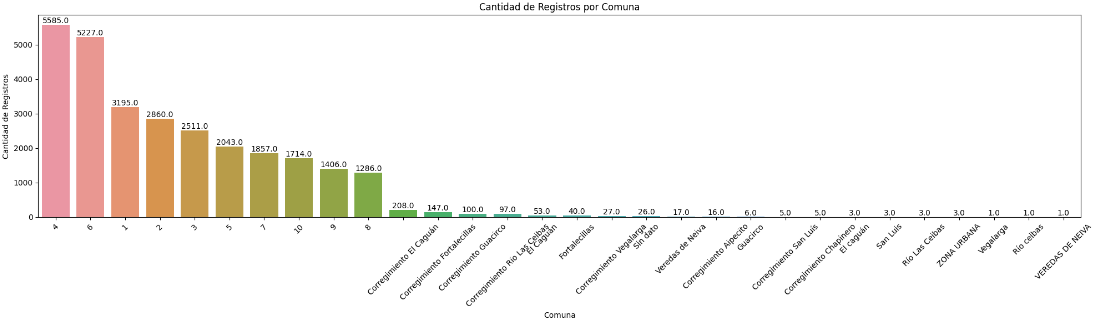 Cantidad de Registros por Comuna
Cantidad de Registros
5000
4000
3000
2000
1000
0
5585.0
5227.0
3195.0
2860.0
2511.0
2043.0
1857.0
1714.0
1406.0
1286.0
208.0
147.0
100.0
97.0
53.0
40.0
27.0
26.0
17.0
16.0
6.0
5.0
5.0
3.0
3.0
3.0
3.0
1.0
1.0
1.0
4
6
1
2
3
5
7
10
9
8
Corregimiento El Caguán
Corregimiento Fortalecillas
Corregimiento Guacirco
Corregimiento Río Las Ceibas
El Caguán
Fortalecillas
Corregimiento Vegalarga
Sin dato
Veredas de Neiva
Corregimiento Aipecito
Guacirco
Corregimiento San Luís
Corregimiento Chapinero
El caguán
San Luís
Río Las Ceibas
ZONA URBANA
Vegalarga
Río ceibas
VEREDAS DE NEIVA
Comuna